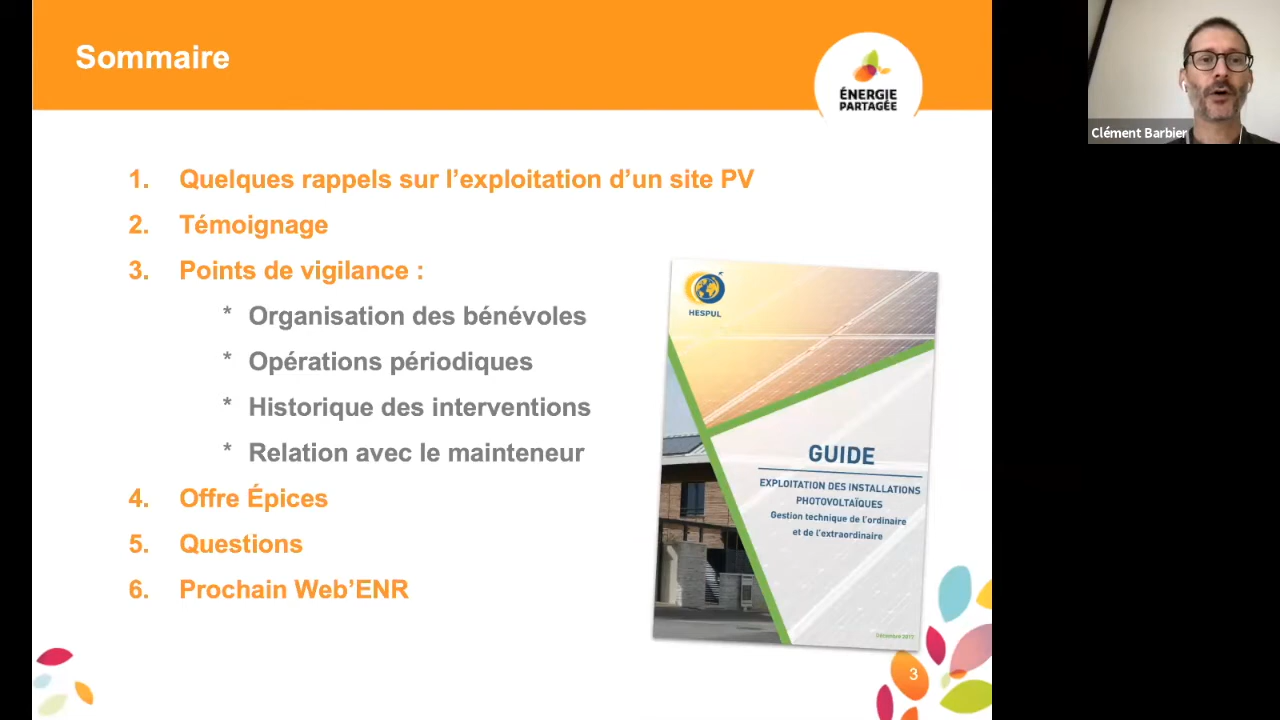 Sommaire
ÉNERGIE
PARTAGÉE
Clément Barbier
1. Quelques rappels sur l’exploitation d’un site PV
2. Témoignage
3. Points de vigilance :
* Organisation des bénévoles
* Opérations périodiques
* Historique des interventions
* Relation avec le mainteneur
4. Offre Épices
5. Questions
6. Prochain Web’ENR
HESPUL
GUIDE
EXPLOITATION DES INSTALLATIONS
PHOTOVOLTAÏQUES
Gestion technique de l’ordinaire
et de l’extraordinaire
3